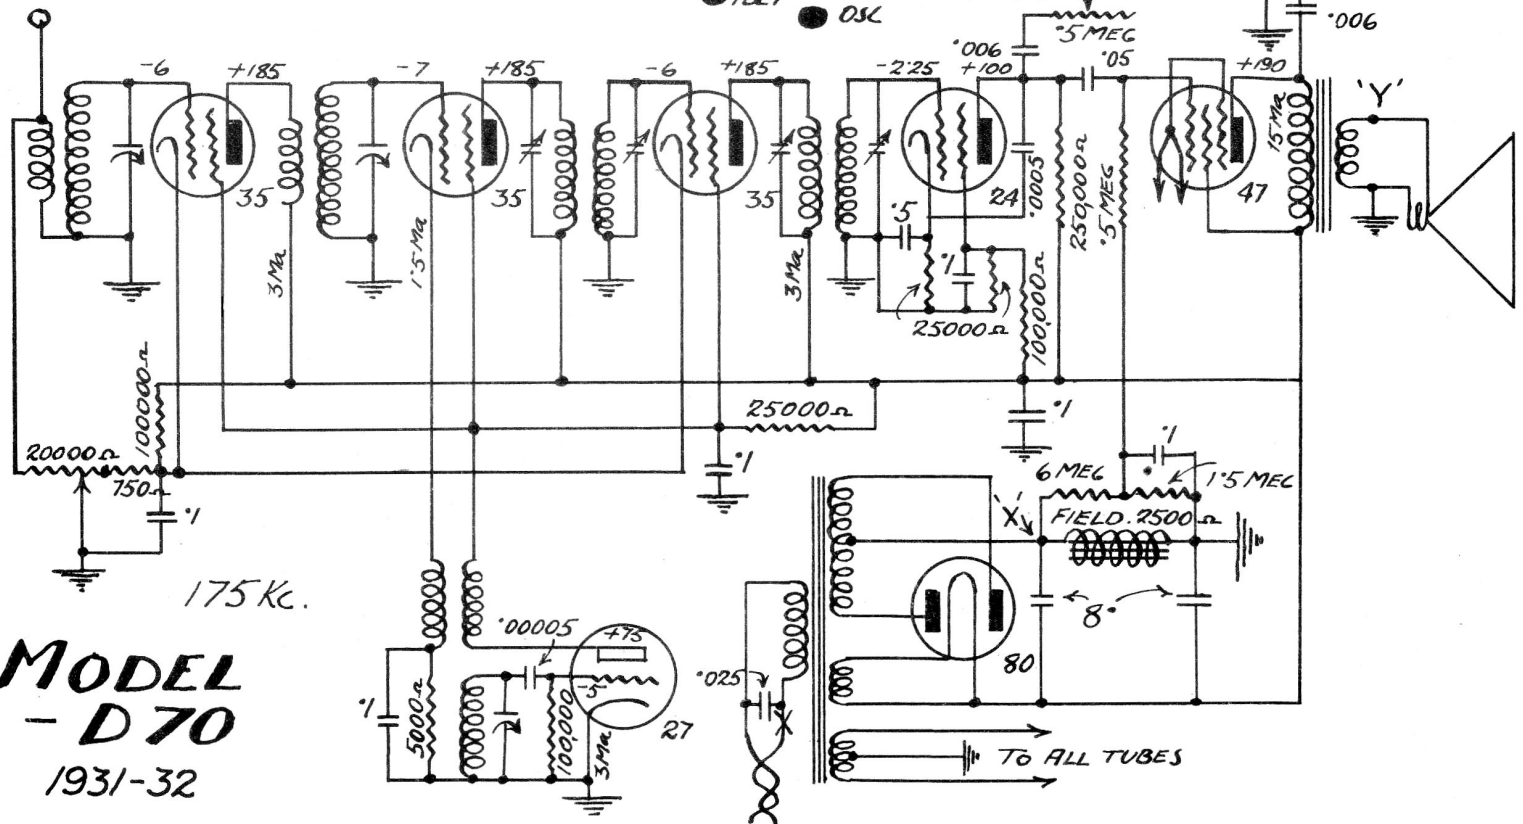 OSC
.5 MEG
.006
.006
.05
-6
+185
-7
+185
-6
+185
-2.25
+100
+190
'Y'
15 Ma
.0005
250,000Ω
.5 MEG
35
35
35
24
47
3 Ma
1.5 Ma
3 Ma
.5
.1
25000Ω
100,000Ω
100000Ω
25000Ω
.1
20000Ω
750Ω
.1
.1
.1
6 MEG
1.5 MEG
'X'
FIELD. 2500Ω
8.
175 Kc.
.00005
+75
-5
80
.025
X
MODEL
- D 70
1931-32
.1
5000Ω
100,000
3 Ma
27
TO ALL TUBES